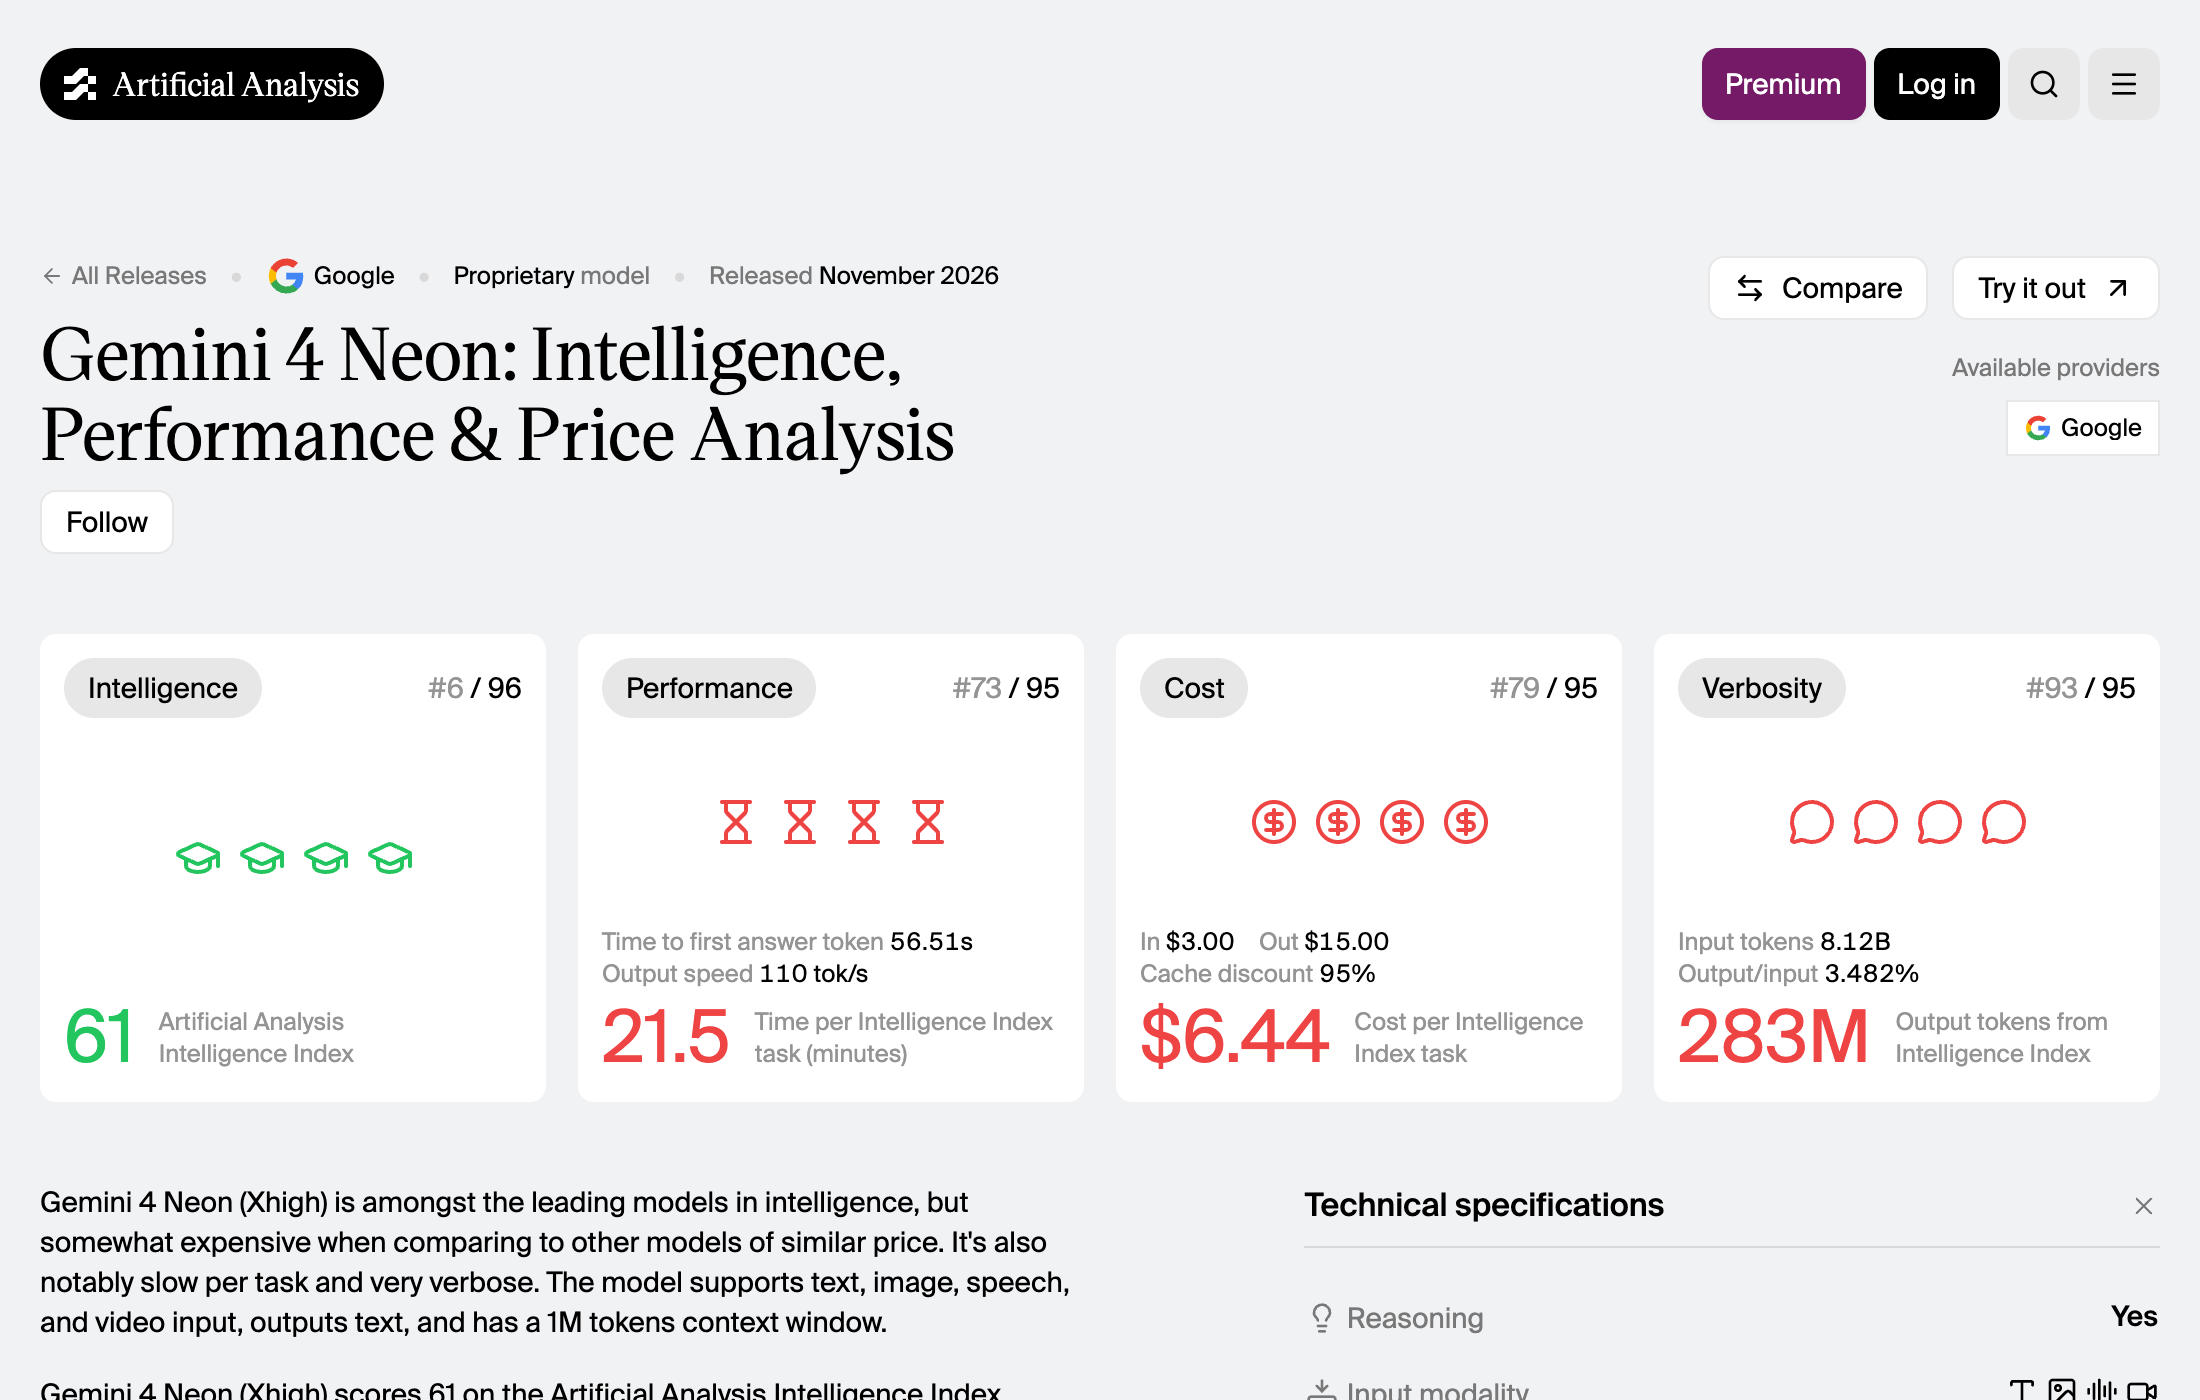 Artificial Analysis
Premium
Log in
← All Releases
Google
Proprietary model
Released November 2026
Compare
Try it out
Gemini 4 Neon: Intelligence,
Performance & Price Analysis
Available providers
Google
Follow
Intelligence
#6 / 96
61
Artificial Analysis
Intelligence Index
Performance
#73 / 95
Time to first answer token 56.51s
Output speed 110 tok/s
21.5
Time per Intelligence Index
task (minutes)
Cost
#79 / 95
In $3.00 Out $15.00
Cache discount 95%
$6.44
Cost per Intelligence
Index task
Verbosity
#93 / 95
Input tokens 8.12B
Output/input 3.482%
283M
Output tokens from
Intelligence Index
Gemini 4 Neon (Xhigh) is amongst the leading models in intelligence, but
somewhat expensive when comparing to other models of similar price. It's also
notably slow per task and very verbose. The model supports text, image, speech,
and video input, outputs text, and has a 1M tokens context window.
Gemini 4 Neon (Xhigh) scores 61 on the Artificial Analysis Intelligence Index
Technical specifications
Reasoning
Yes
Input modality